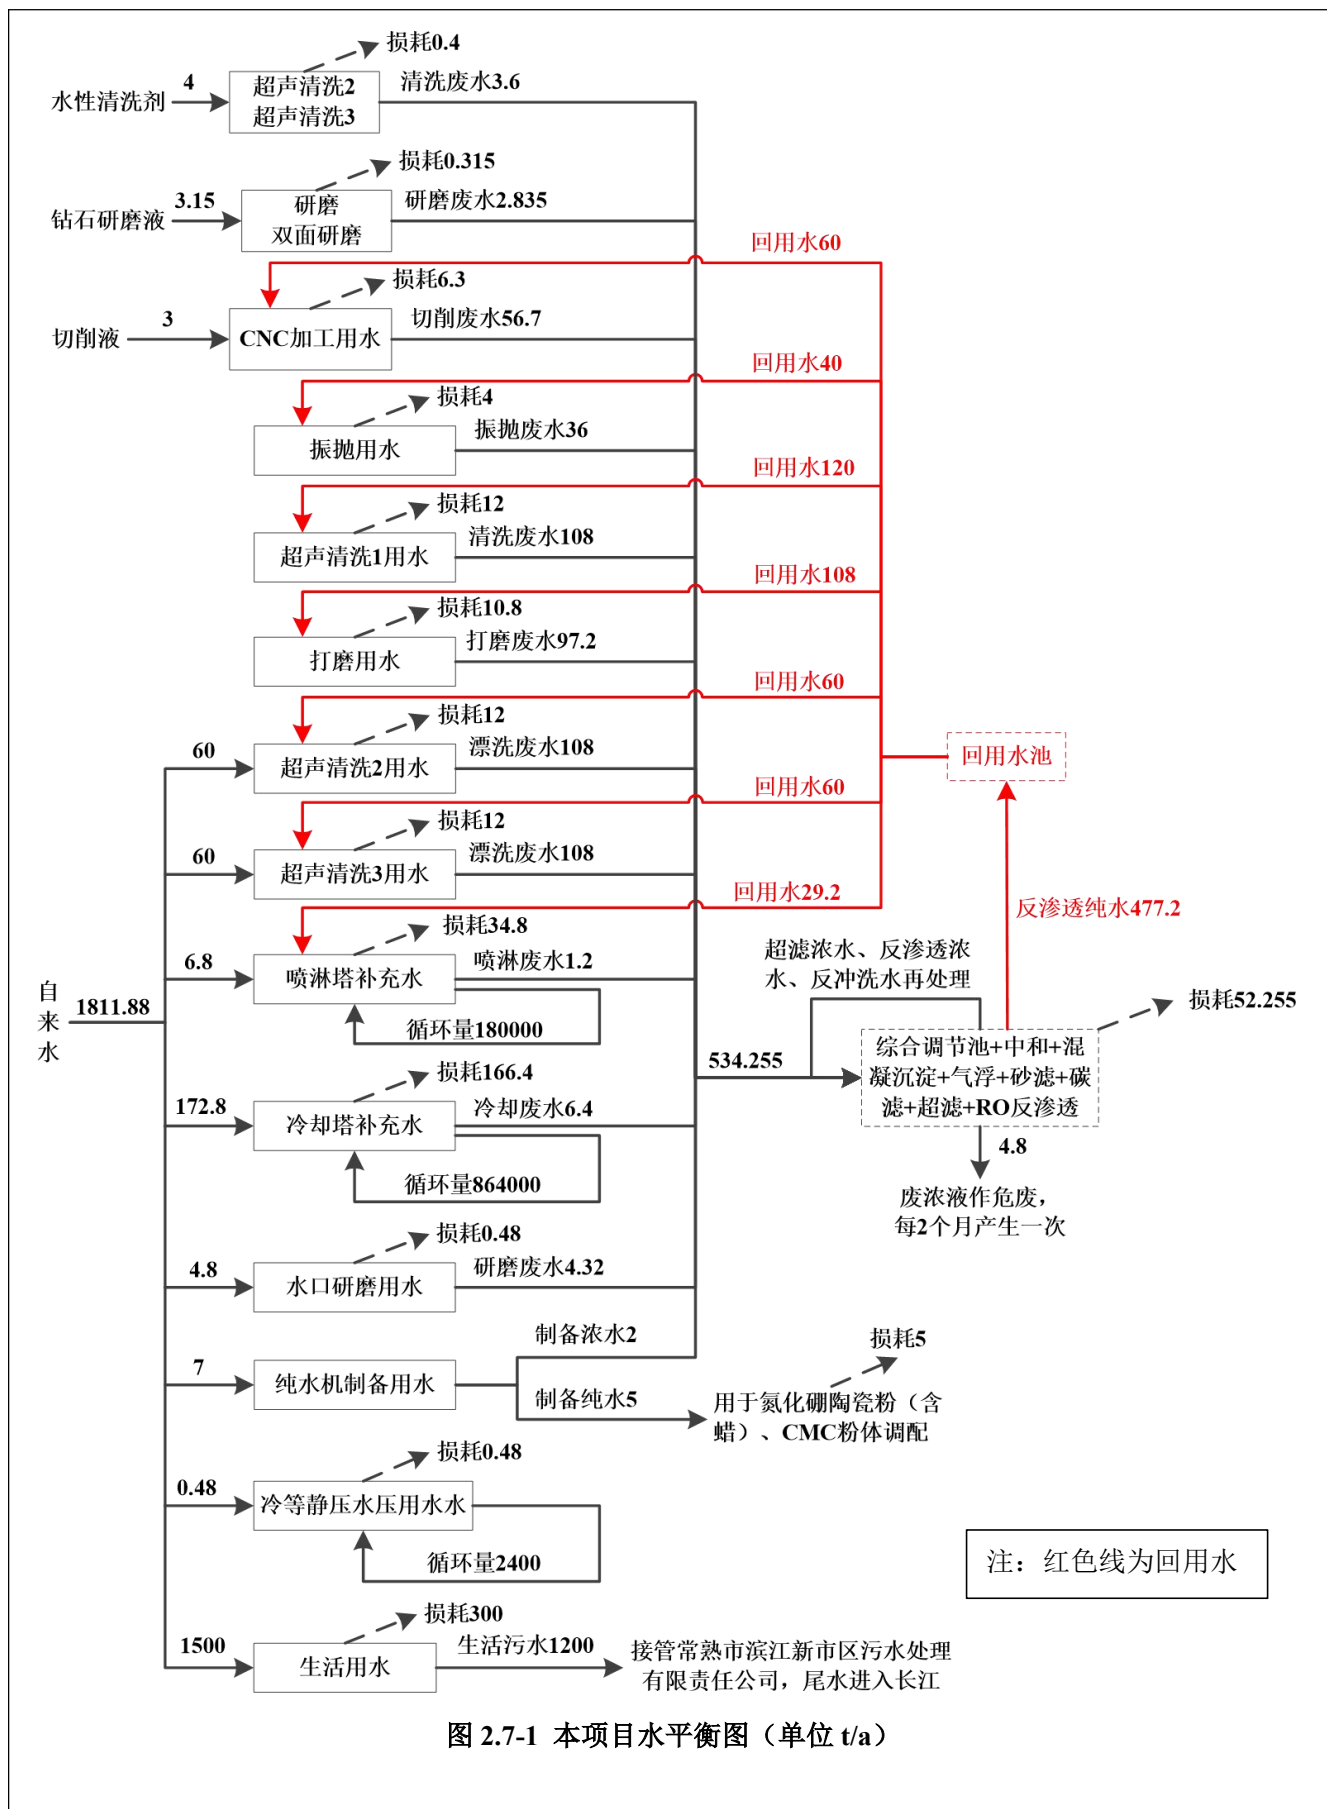 损耗0.4
水性清洗剂
4
超声清洗2
超声清洗3
清洗废水3.6
损耗0.315
钻石研磨液
3.15
研磨
双面研磨
研磨废水2.835
回用水60
损耗6.3
切削液
3
CNC加工用水
切削废水56.7
回用水40
损耗4
振抛用水
振抛废水36
回用水120
损耗12
超声清洗1用水
清洗废水108
回用水108
损耗10.8
打磨用水
打磨废水97.2
回用水60
损耗12
60
超声清洗2用水
漂洗废水108
回用水池
回用水60
损耗12
60
超声清洗3用水
漂洗废水108
回用水29.2
反渗透纯水477.2
损耗34.8
6.8
喷淋塔补充水
喷淋废水1.2
循环量180000
超滤浓水、反渗透浓
水、反冲洗水再处理
损耗52.255
自来水
1811.88
534.255
综合调节池+中和+混
凝沉淀+气浮+砂滤+碳
滤+超滤+RO反渗透
4.8
废浓液作危废，
每2个月产生一次
损耗166.4
172.8
冷却塔补充水
冷却废水6.4
循环量864000
损耗0.48
4.8
水口研磨用水
研磨废水4.32
7
纯水机制备用水
制备浓水2
制备纯水5
损耗5
用于氮化硼陶瓷粉（含
蜡）、CMC粉体调配
损耗0.48
0.48
冷等静压水压用水水
循环量2400
注：红色线为回用水
损耗300
1500
生活用水
生活污水1200
接管常熟市滨江新市区污水处理
有限责任公司，尾水进入长江
图 2.7-1 本项目水平衡图（单位 t/a）